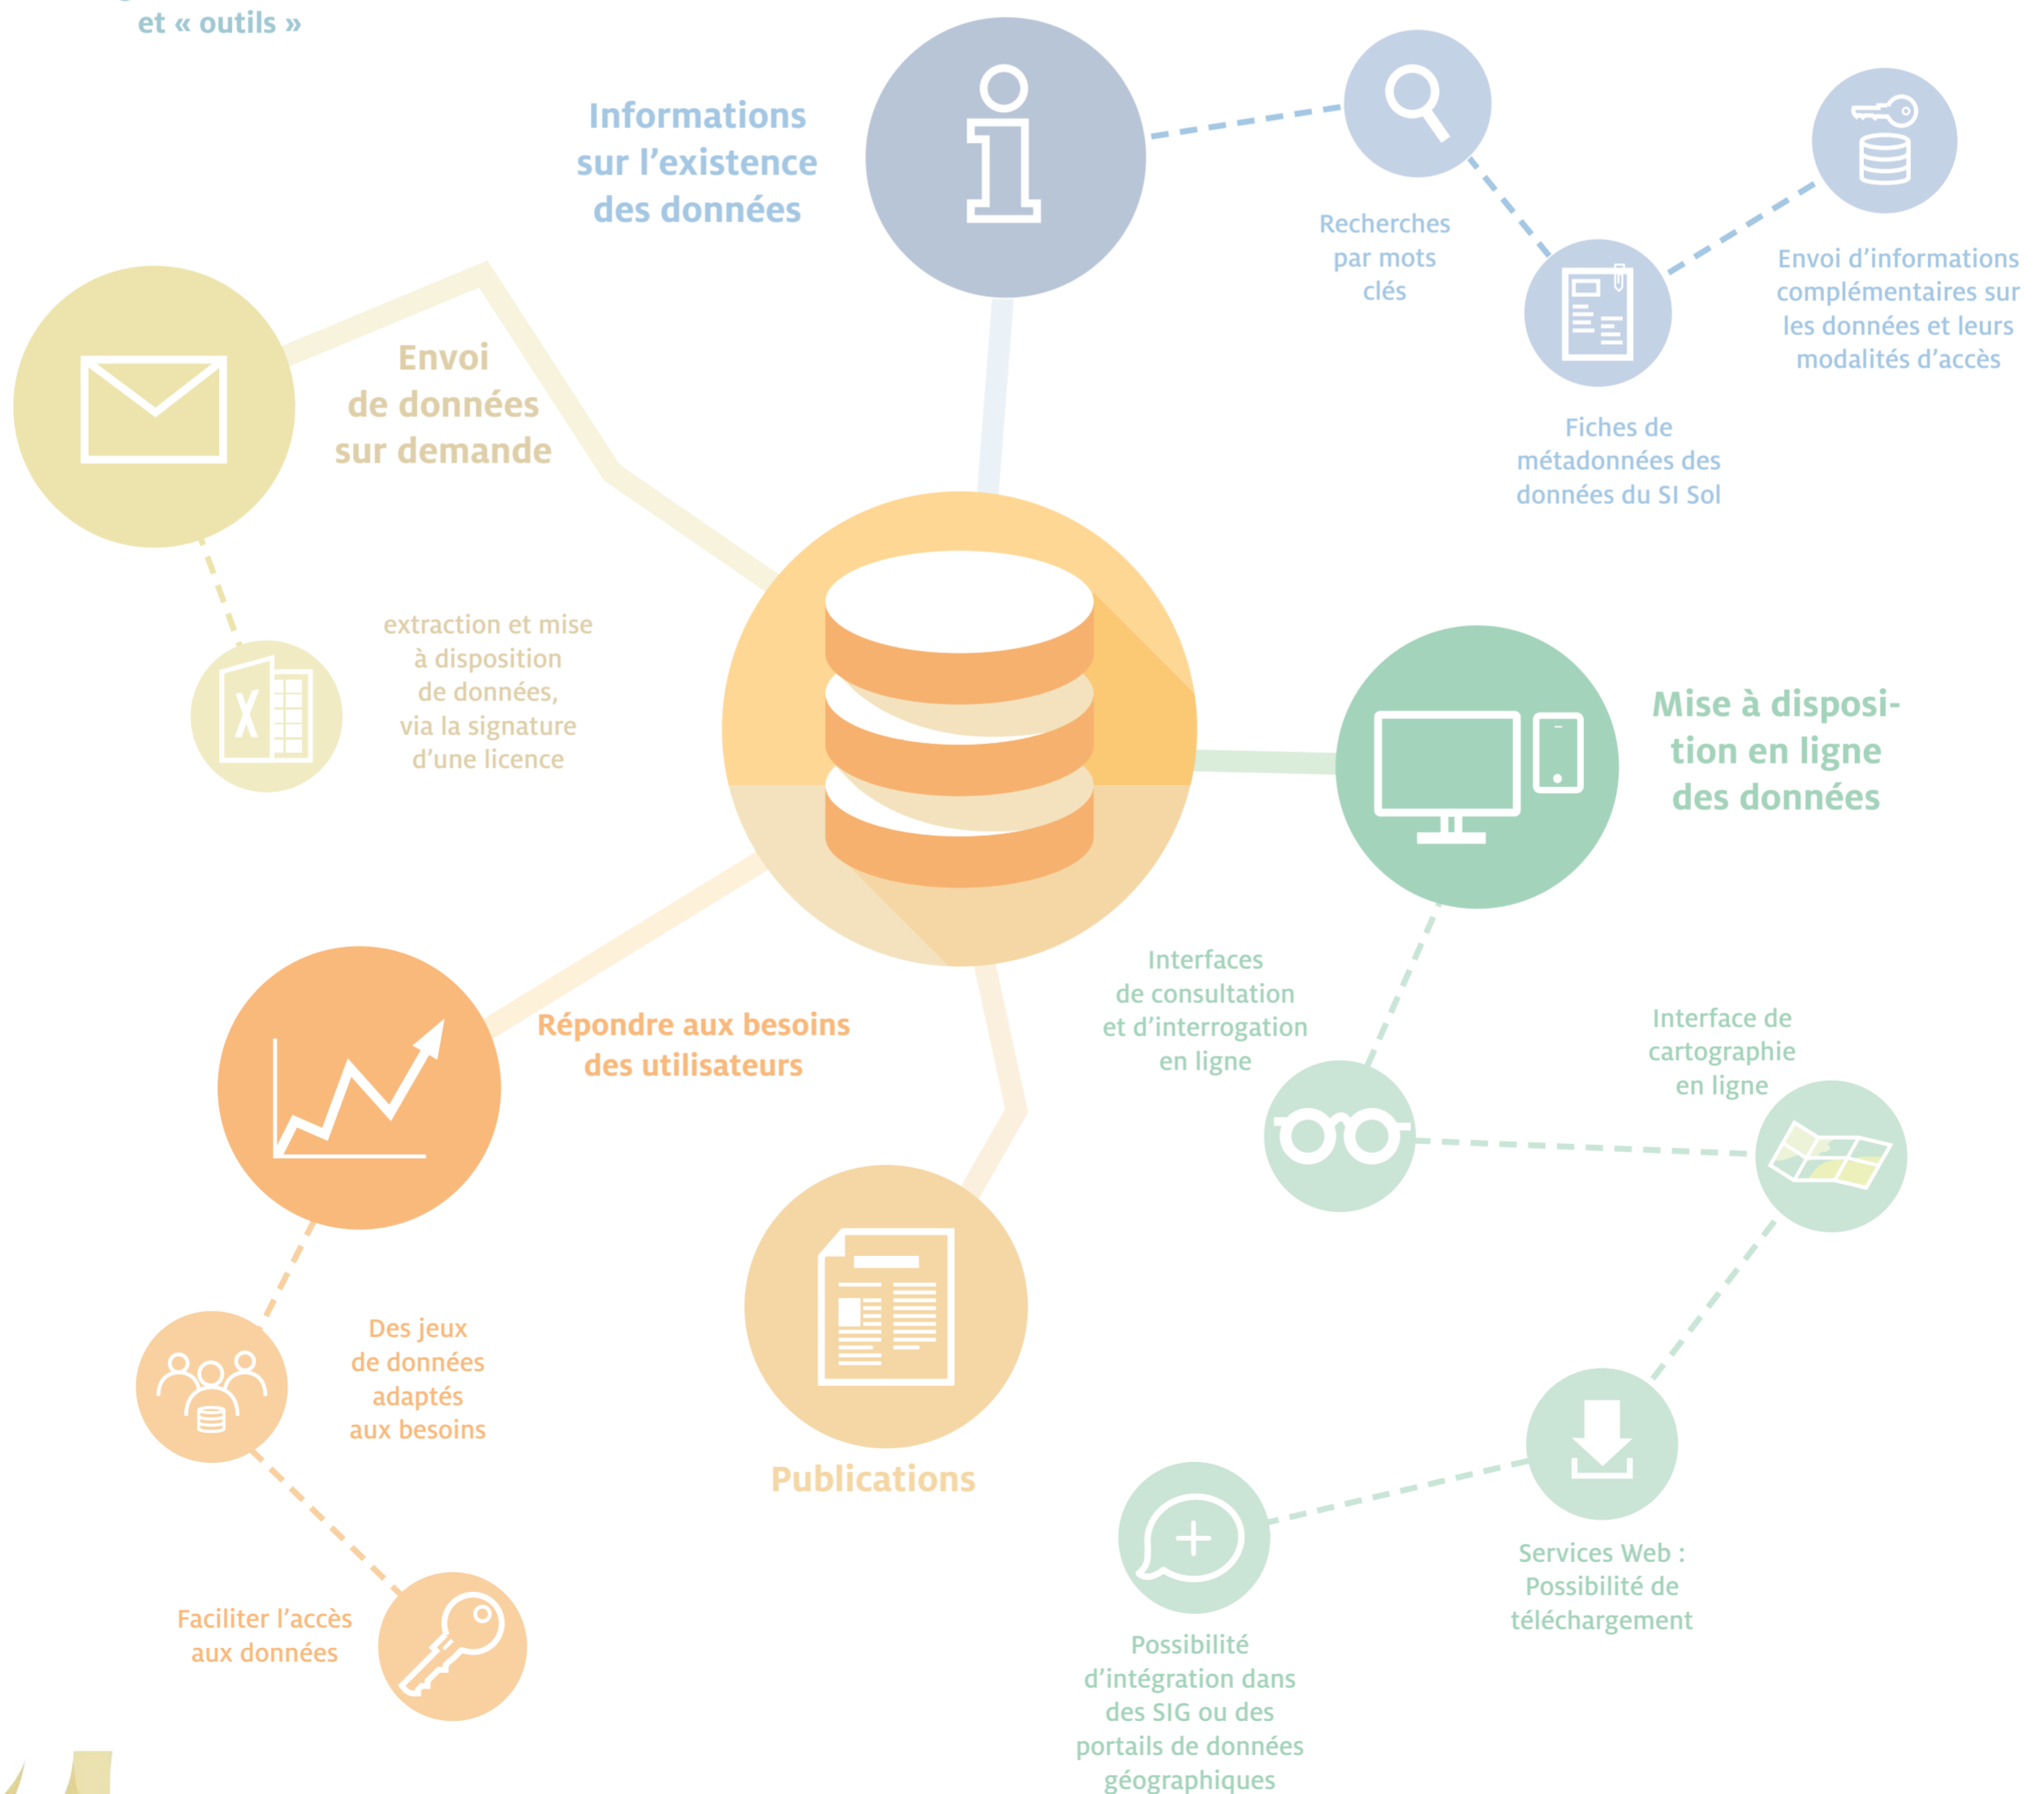 et « outils »
Informations
sur l'existence
des données
Recherches
par mots
clés
Envoi d'informations
complémentaires sur
les données et leurs
modalités d'accès
Fiches de
métadonnées des
données du SI Sol
Envoi
de données
sur demande
extraction et mise
à disposition
de données,
via la signature
d'une licence
X
Mise à disposi-
tion en ligne
des données
Répondre aux besoins
des utilisateurs
Interfaces
de consultation
et d'interrogation
en ligne
Interface de
cartographie
en ligne
Des jeux
de données
adaptés
aux besoins
Publications
Services Web :
Possibilité de
téléchargement
Faciliter l'accès
aux données
Possibilité
d'intégration dans
des SIG ou des
portails de données
géographiques